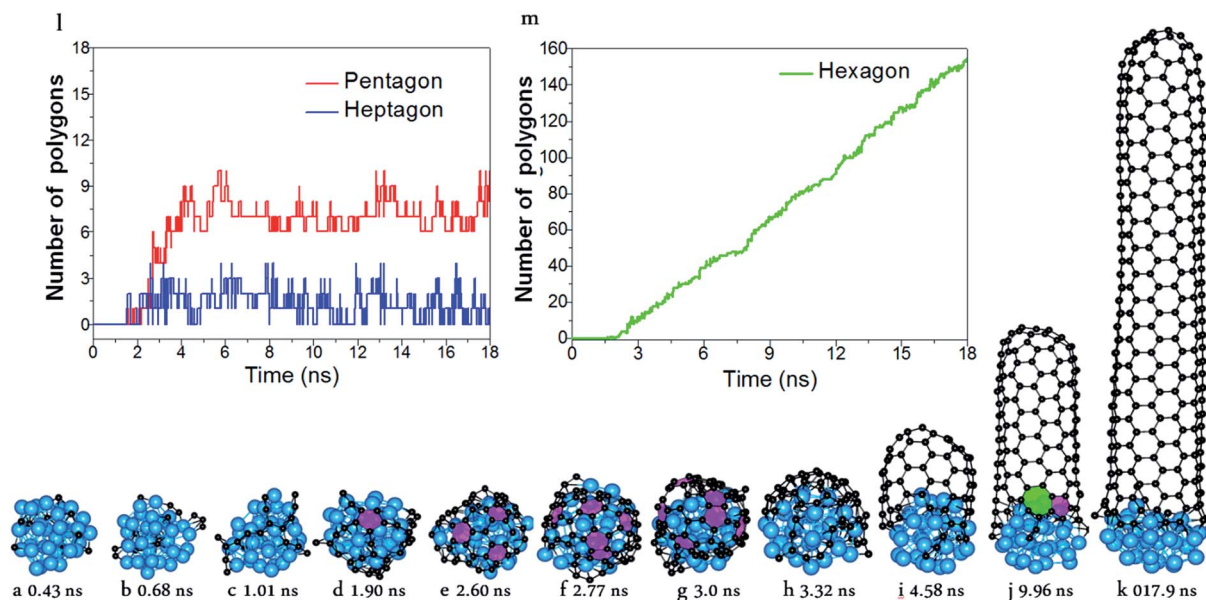 l
m
Number of polygons
18
15
12
9
6
3
0
Pentagon
Heptagon
0 2 4 6 8 10 12 14 16 18
Time (ns)
Number of polygons
160
140
120
100
80
60
40
20
0
Hexagon
0 3 6 9 12 15 18
Time (ns)
a 0.43 ns b 0.68 ns c 1.01 ns d 1.90 ns e 2.60 ns f 2.77 ns g 3.0 ns h 3.32 ns i 4.58 ns j 9.96 ns k 017.9 ns